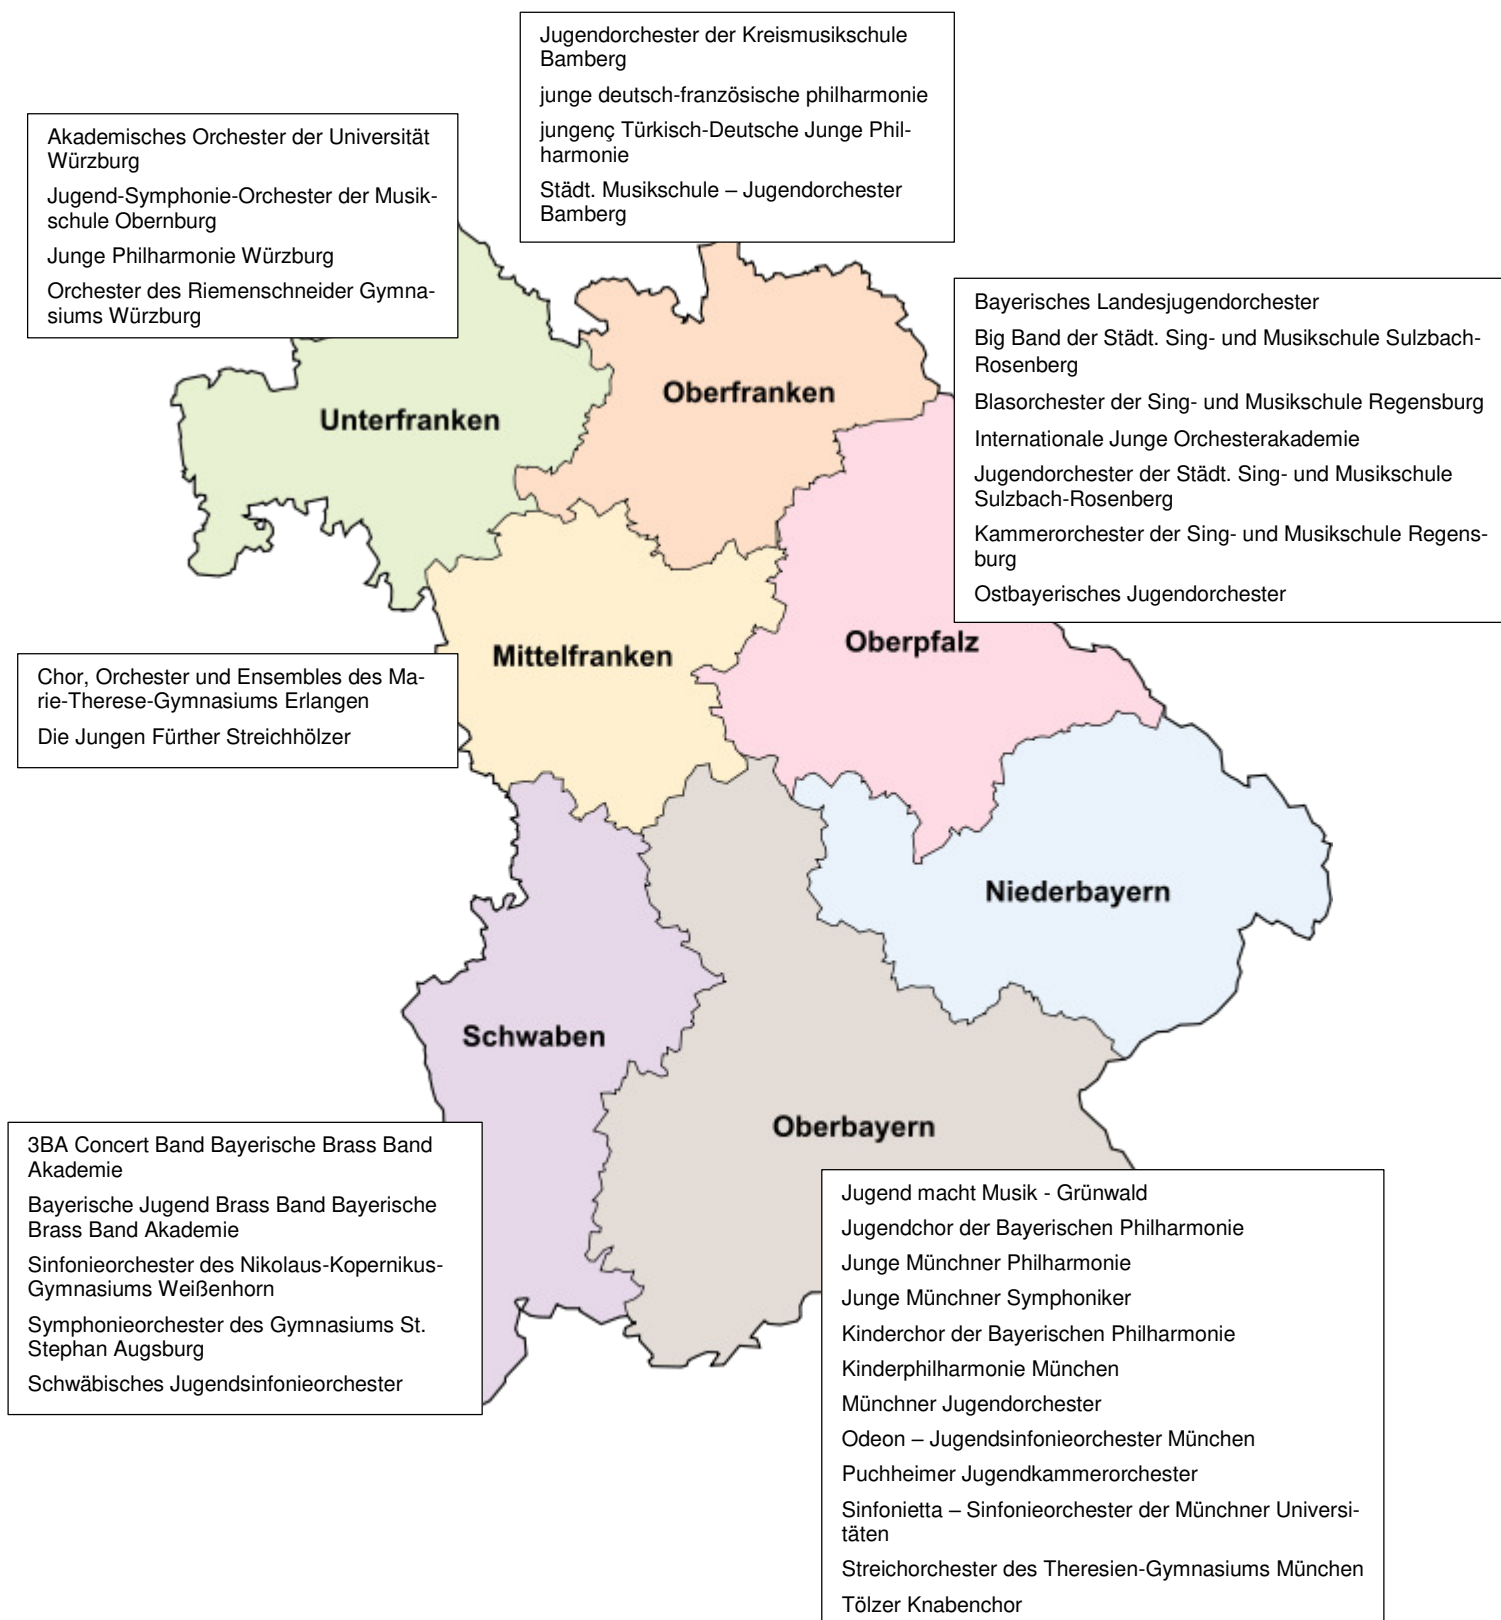 Jugendorchester der Kreismusikschule
Bamberg
junge deutsch-französische philharmonie
jungenç Türkisch-Deutsche Junge Phil-
harmonie
Städt. Musikschule – Jugendorchester
Bamberg
Akademisches Orchester der Universität
Würzburg
Jugend-Symphonie-Orchester der Musik-
schule Obernburg
Junge Philharmonie Würzburg
Orchester des Riemenschneider Gymna-
siums Würzburg
Bayerisches Landesjugendorchester
Big Band der Städt. Sing- und Musikschule Sulzbach-
Rosenberg
Blasorchester der Sing- und Musikschule Regensburg
Internationale Junge Orchesterakademie
Jugendorchester der Städt. Sing- und Musikschule
Sulzbach-Rosenberg
Kammerorchester der Sing- und Musikschule Regens-
burg
Ostbayerisches Jugendorchester
Oberfranken
Unterfranken
Oberpfalz
Mittelfranken
Chor, Orchester und Ensembles des Ma-
rie-Therese-Gymnasiums Erlangen
Die Jungen Fürther Streichhölzer
Niederbayern
Schwaben
Oberbayern
3BA Concert Band Bayerische Brass Band
Akademie
Bayerische Jugend Brass Band Bayerische
Brass Band Akademie
Sinfonieorchester des Nikolaus-Kopernikus-
Gymnasiums Weißenhorn
Symphonieorchester des Gymnasiums St.
Stephan Augsburg
Schwäbisches Jugendsinfonieorchester
Jugend macht Musik - Grünwald
Jugendchor der Bayerischen Philharmonie
Junge Münchner Philharmonie
Junge Münchner Symphoniker
Kinderchor der Bayerischen Philharmonie
Kinderphilharmonie München
Münchner Jugendorchester
Odeon – Jugendsinfonieorchester München
Puchheimer Jugendkammerorchester
Sinfonietta – Sinfonieorchester der Münchner Universi-
täten
Streichorchester des Theresien-Gymnasiums München
Tölzer Knabenchor